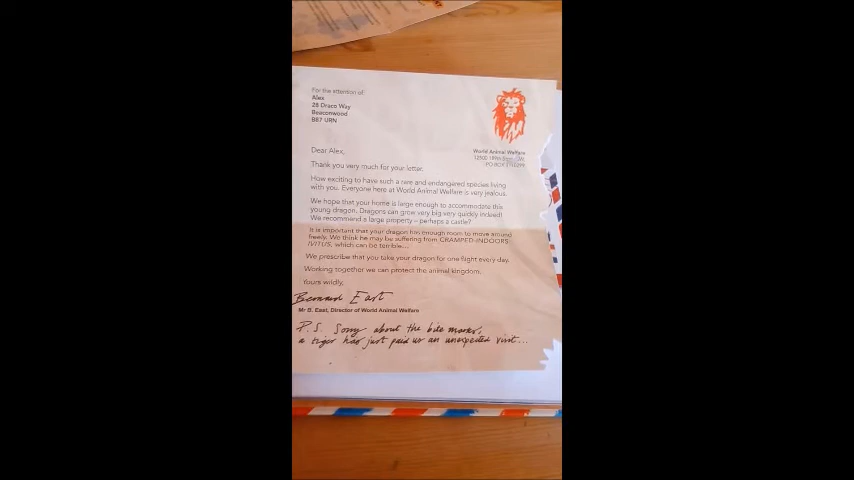 For the attention of:
Alex
28 Draco Way
Beaconwood
BB7 URN
World Animal Welfare
Dear Alex,
Thank you very much for your letter.
How exciting to have such a rare and endangered species living
with you. Everyone here at World Animal Welfare is very jealous.
We hope that your home is large enough to accommodate this
young dragon. Dragons can grow very big very quickly indeed!
We recommend a large property – perhaps a castle?
It is important that your dragon has enough room to move around
freely. We think he may be suffering from CRAMPED-INDOORS
IVITUS, which can be terrible...
We prescribe that you take your dragon for one flight every day.
Working together we can protect the animal kingdom.
Yours wildly,
Bernard East
Mr B. East, Director of World Animal Welfare
P.S. Sorry about the bite marks,
a tiger has just paid us an unexpected visit...